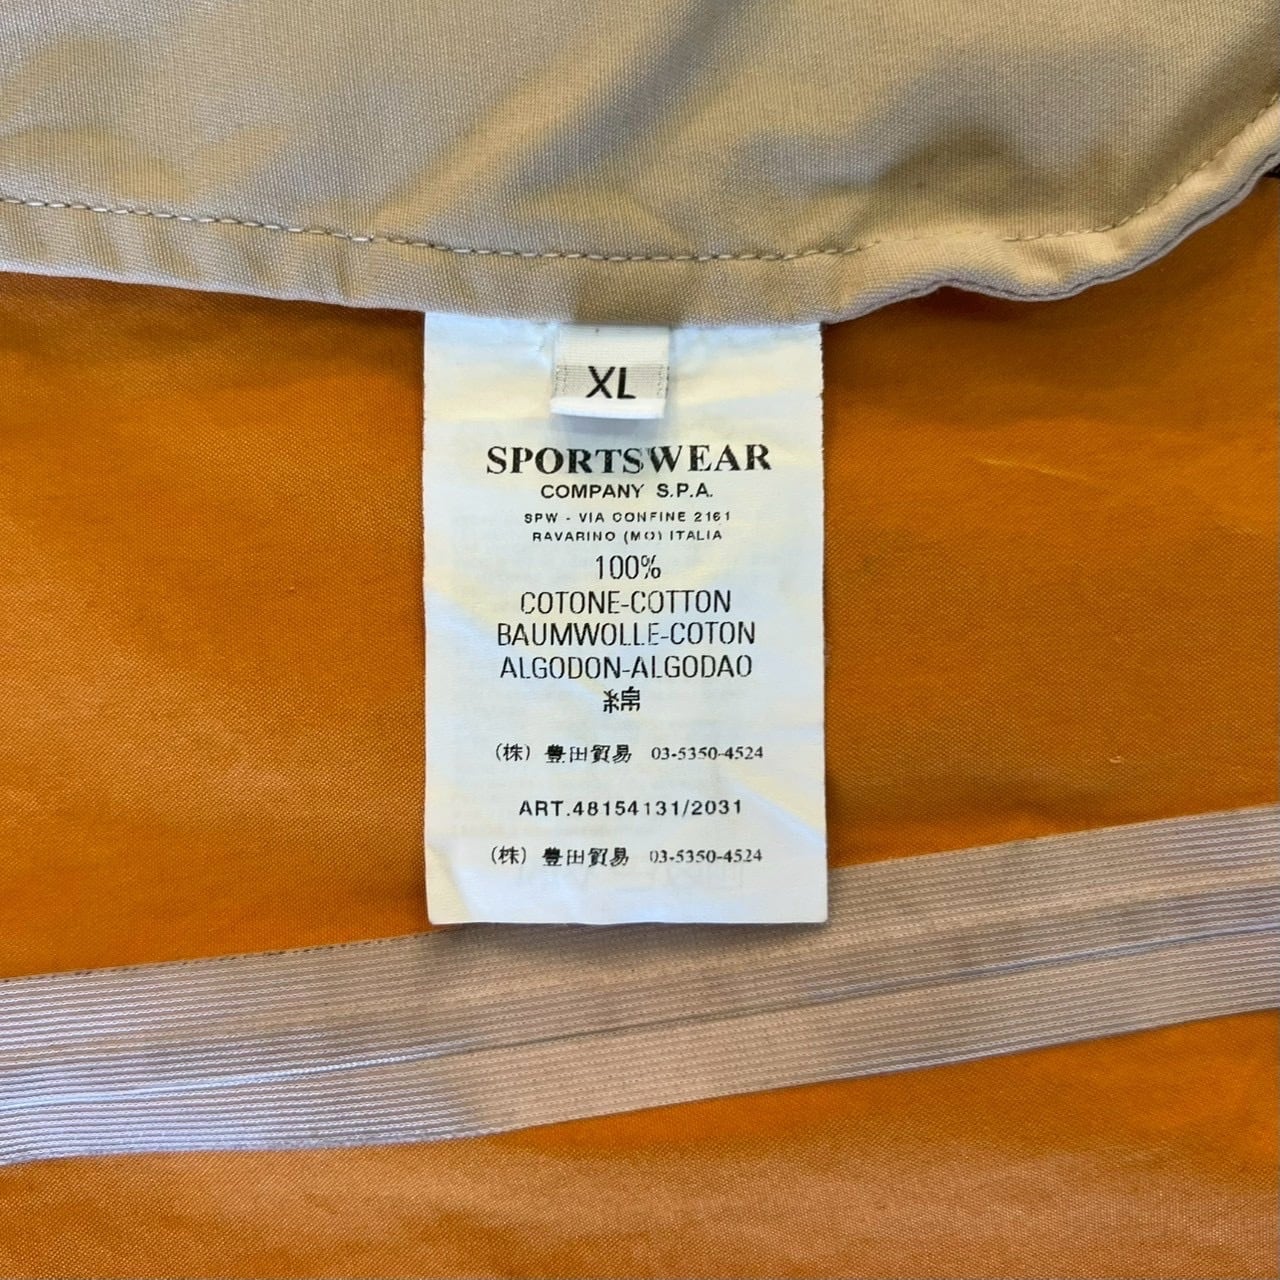 XL
SPORTSWEAR
COMPANY S.P.A.
SPW - VIA CONFINE 2161
RAVARINO (MO) ITALIA
100%
COTONE-COTTON
BAUMWOLLE-COTON
ALGODON-ALGODAO
綿
(株) 豊田貿易 03-5350-4524
ART.48154131/2031
(株) 豊田貿易 03-5350-4524